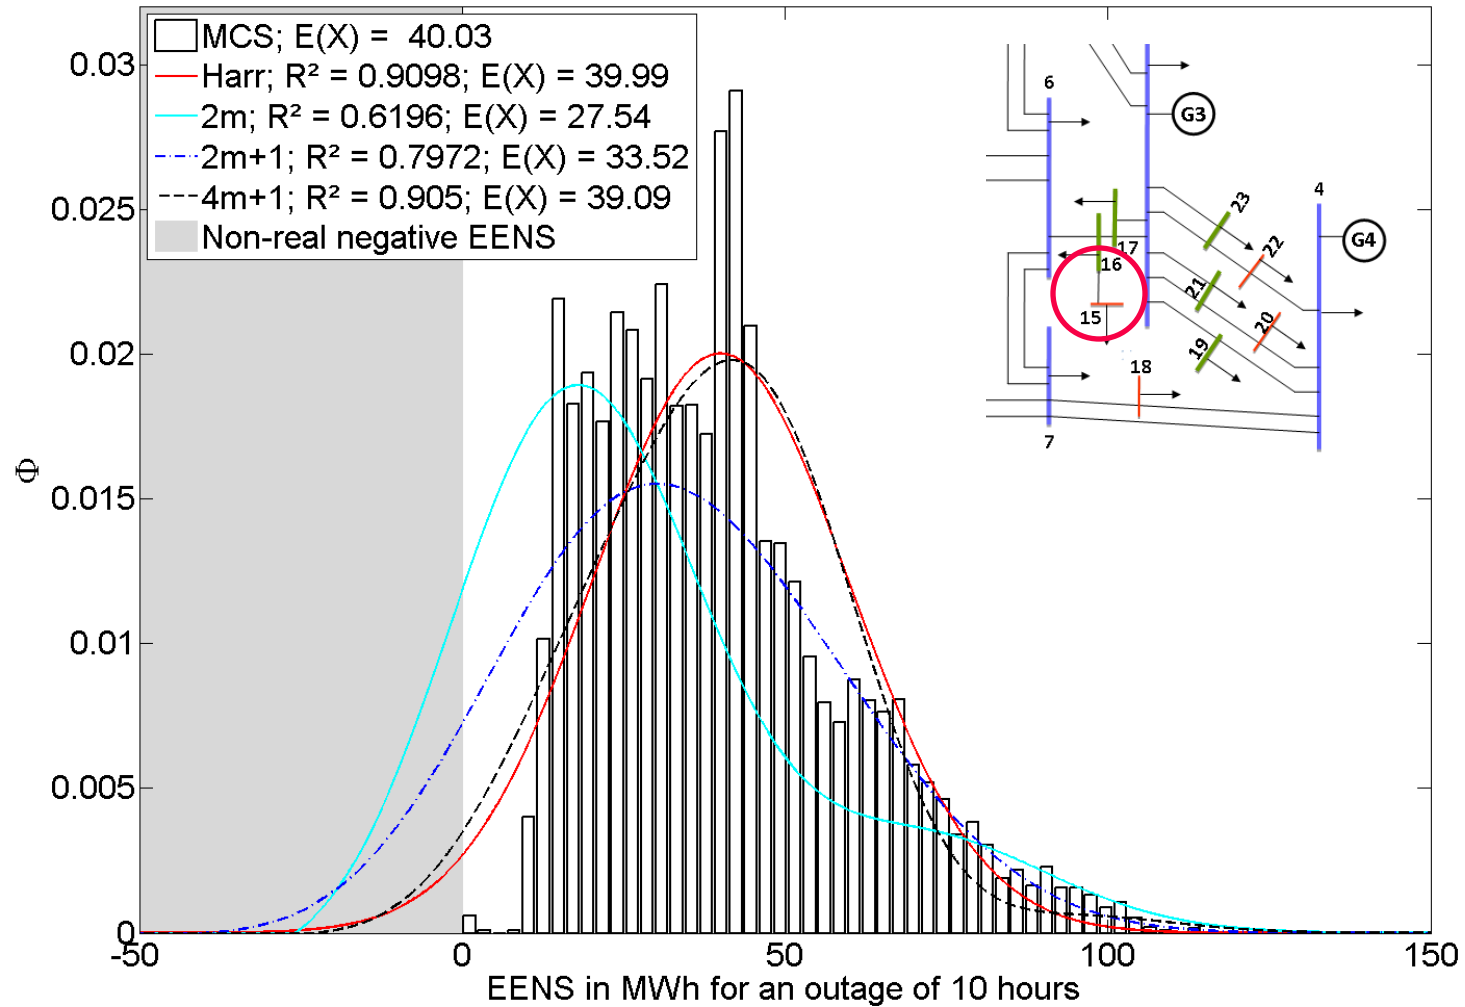 MCS; E(X) =  40.03
Harr; R² = 0.9098; E(X) = 39.99
2m; R² = 0.6196; E(X) = 27.54
2m+1; R² = 0.7972; E(X) = 33.52
4m+1; R² = 0.905; E(X) = 39.09
Non-real negative EENS
0.03
0.025
0.02
0.015
0.01
0.005
0
Φ
-50
0
50
100
150
EENS in MWh for an outage of 10 hours
6
G3
4
23
G4
22
17
16
21
15
20
19
18
7